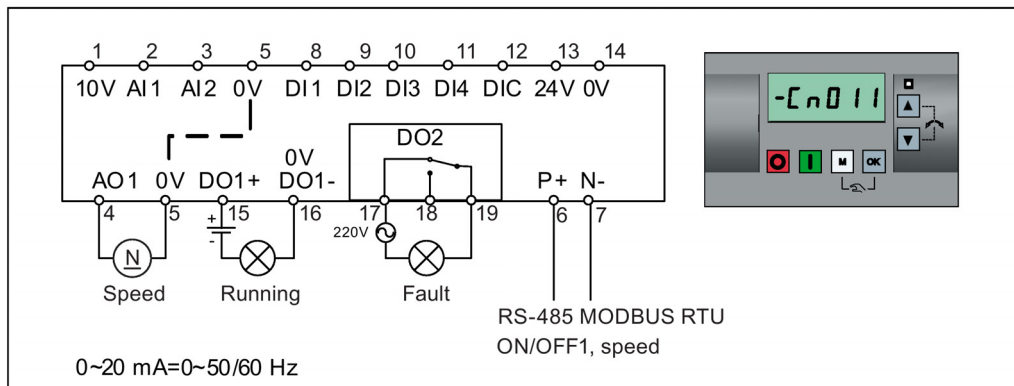 1 2 3 5 8 9 10 11 12 13 14
10V AI1 AI2 0V DI1 DI2 DI3 DI4 DIC 24V 0V
-Cn011
DO2
0V
AO1 0V DO1+ DO1- P+ N-
4 5 15 16 17 18 19 6 7
+
-
220V
N
M OK
Speed Running Fault
RS-485 MODBUS RTU
ON/OFF1, speed
0~20 mA=0~50/60 Hz